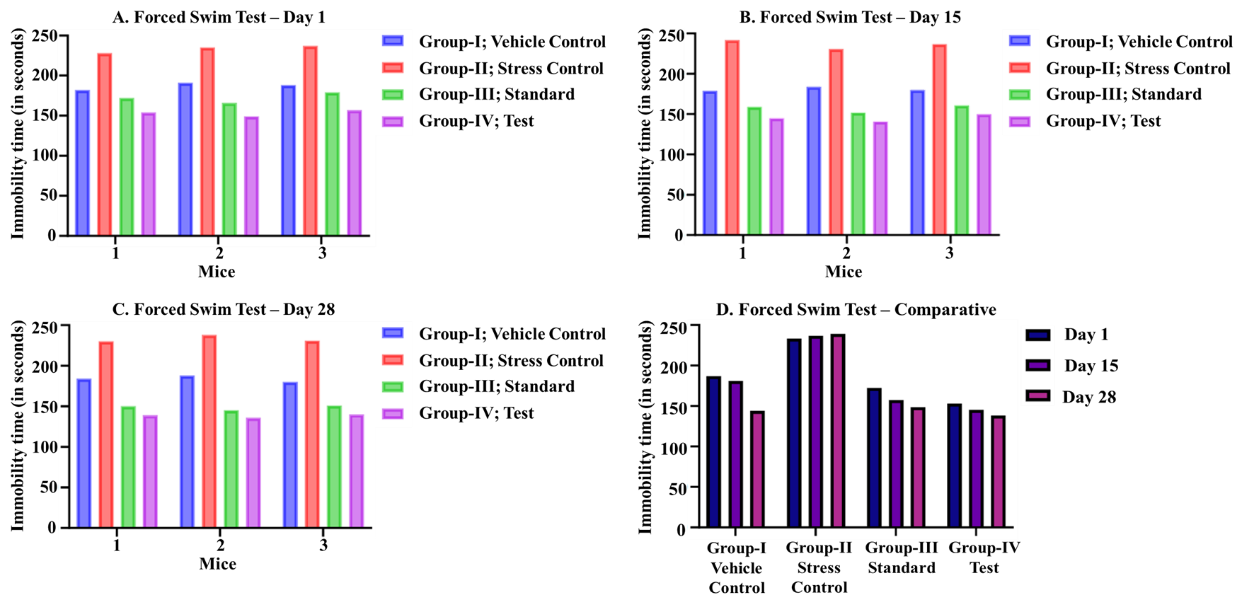 A. Forced Swim Test – Day 1
Immobility time (in seconds)
250
200
150
100
50
0
1 2 3
Mice
Group-I; Vehicle Control
Group-II; Stress Control
Group-III; Standard
Group-IV; Test
B. Forced Swim Test – Day 15
Immobility time (in seconds)
250
200
150
100
50
0
1 2 3
Mice
Group-I; Vehicle Control
Group-II; Stress Control
Group-III; Standard
Group-IV; Test
C. Forced Swim Test – Day 28
Immobility time (in seconds)
250
200
150
100
50
0
1 2 3
Mice
Group-I; Vehicle Control
Group-II; Stress Control
Group-III; Standard
Group-IV; Test
D. Forced Swim Test – Comparative
Immobility time (in seconds)
250
200
150
100
50
0
Group-I Group-II Group-III Group-IV
Vehicle Stress Standard Test
Control Control
Day 1
Day 15
Day 28